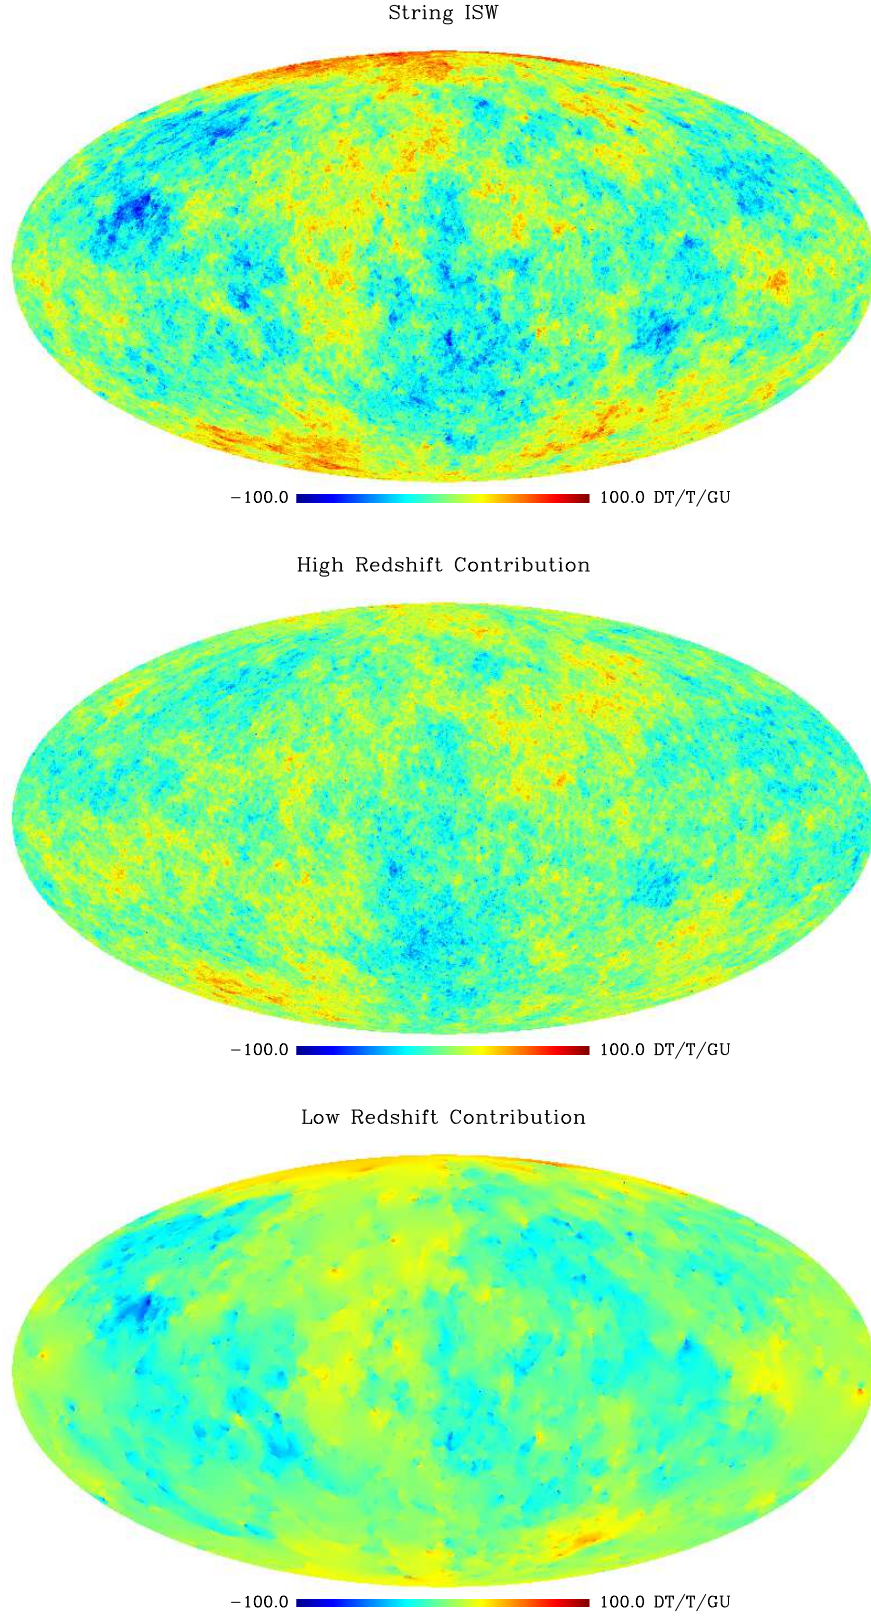 String ISW
−100.0 100.0 DT/T/GU
High Redshift Contribution
−100.0 100.0 DT/T/GU
Low Redshift Contribution
−100.0 100.0 DT/T/GU